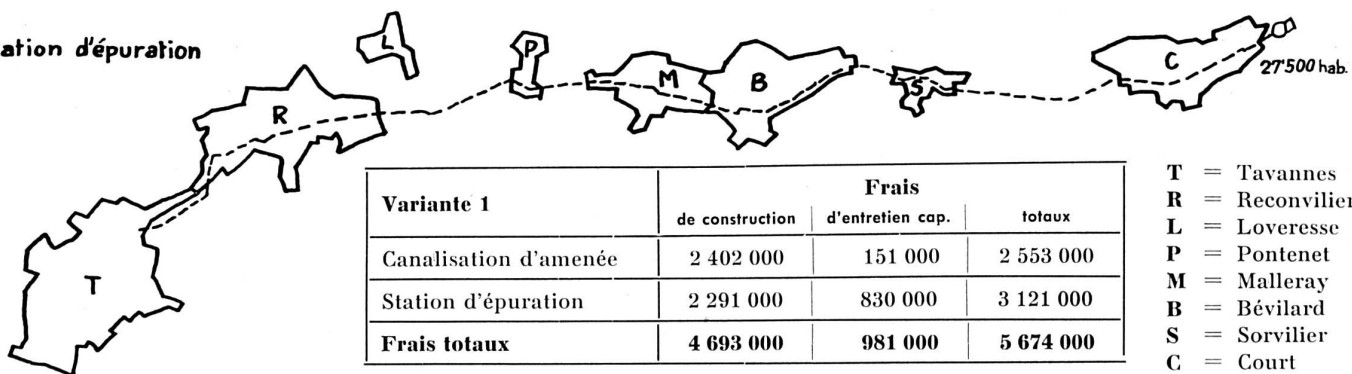 ation d'épuration
L
P
M
B
S
C
27'500 hab.
R
T
Variante 1
Frais
de construction
d'entretien cap.
totaux
Canalisation d'amenée 2 402 000 151 000 2 553 000
Station d'épuration 2 291 000 830 000 3 121 000
Frais totaux 4 693 000 981 000 5 674 000
T = Tavannes
R = Reconvilier
L = Loveresse
P = Pontenet
M = Malleray
B = Bévilard
S = Sorvilier
C = Court